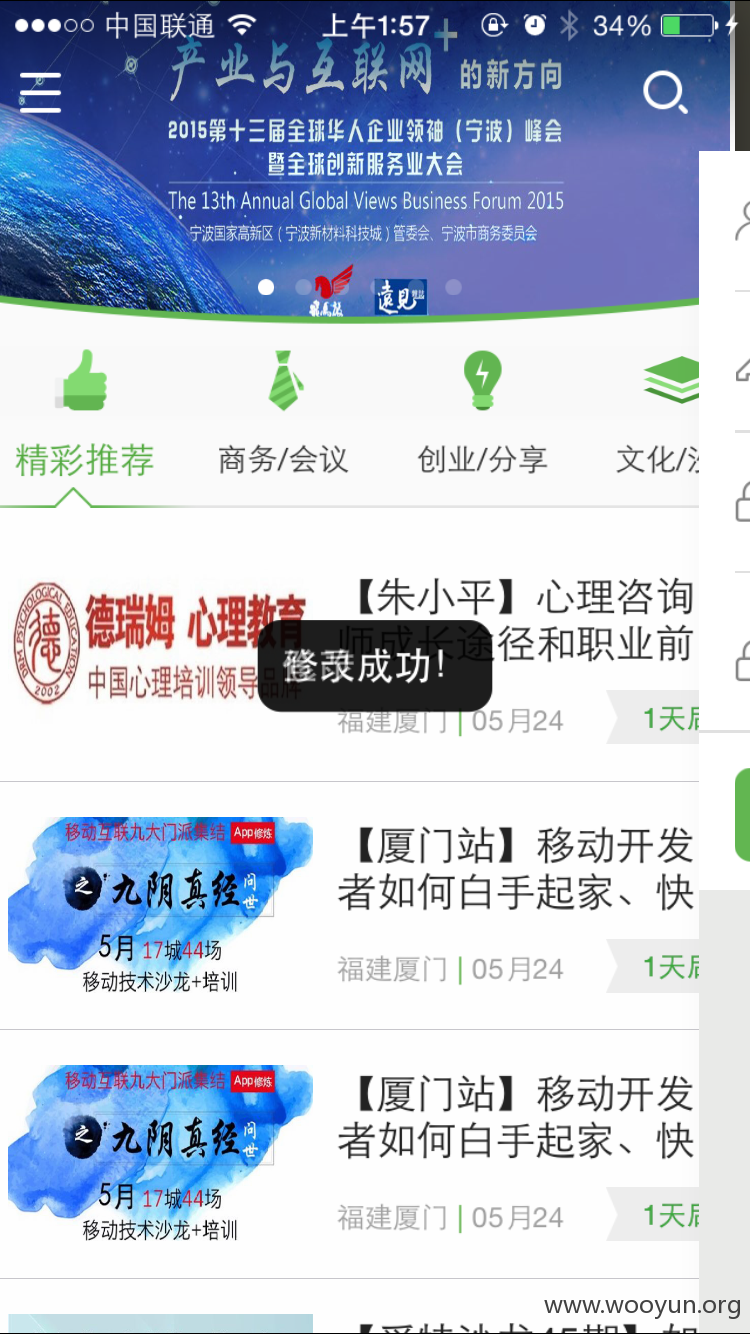 中国联通
上午1:57
34%
产业与互联网 的新方向
2015第十三届全球华人企业领袖（宁波）峰会
暨全球创新服务业大会
The 13th Annual Global Views Business Forum 2015
宁波国家高新区（宁波新材料科技城）管委会、宁波市商务委员会
遠見
精彩推荐
商务/会议
创业/分享
文化/沙
德
2002
德瑞姆 心理教育
中国心理培训领导品牌
【朱小平】心理咨询
师成长途径和职业前
修改成功!
福建厦门 | 05月24
1天后
移动互联九大门派集结 App修炼
之九阴真经问世
5月 17城44场
移动技术沙龙+培训
【厦门站】移动开发
者如何白手起家、快
福建厦门 | 05月24
1天后
移动互联九大门派集结 App修炼
之九阴真经问世
5月 17城44场
移动技术沙龙+培训
【厦门站】移动开发
者如何白手起家、快
福建厦门 | 05月24
1天后
www.wooyun.org